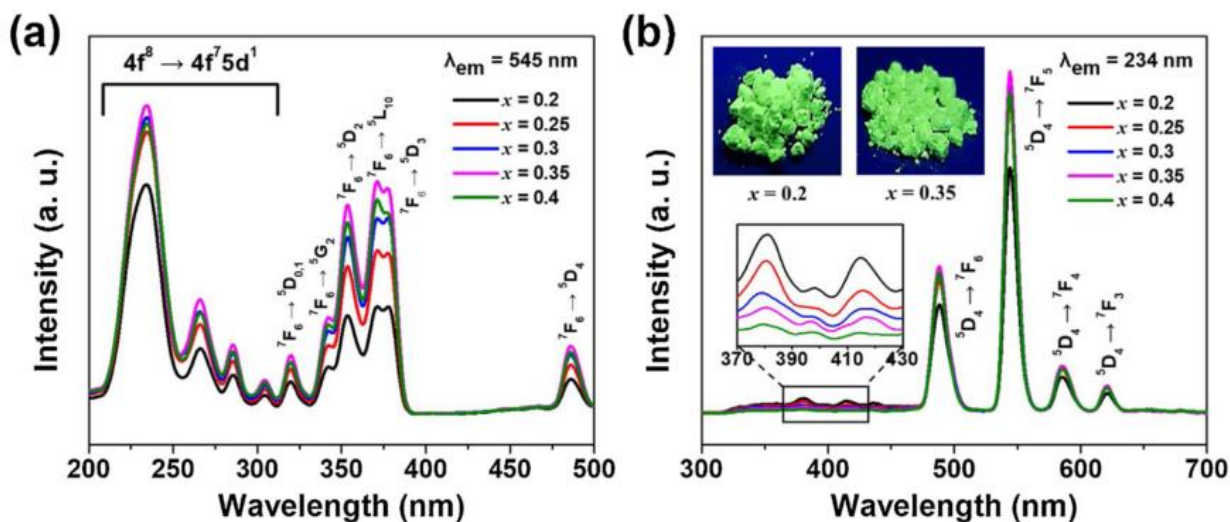 (a)
4f⁸ → 4f⁷5d¹
λem = 545 nm
x = 0.2
x = 0.25
x = 0.3
x = 0.35
x = 0.4
⁷F₆→⁵D₀,₁
⁷F₆→⁵G₂
⁷F₆→⁵D₂
⁷F₆→⁵L₁₀
⁷F₆→⁵D₃
⁷F₆→⁵D₄
Intensity (a. u.)
200 250 300 350 400 450 500
Wavelength (nm)
(b)
λem = 234 nm
x = 0.2
x = 0.25
x = 0.3
x = 0.35
x = 0.4
x = 0.2
x = 0.35
370 390 410 430
⁵D₄→⁷F₆
⁵D₄→⁷F₅
⁵D₄→⁷F₄
⁵D₄→⁷F₃
Intensity (a. u.)
300 400 500 600 700
Wavelength (nm)